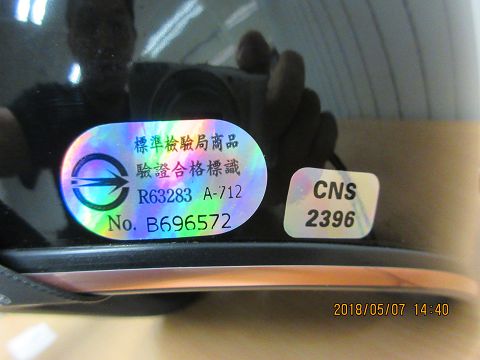 標準檢驗局商品
驗證合格標識
R63283 A-712
No. B696572
CNS
2396
2018/05/07 14:40